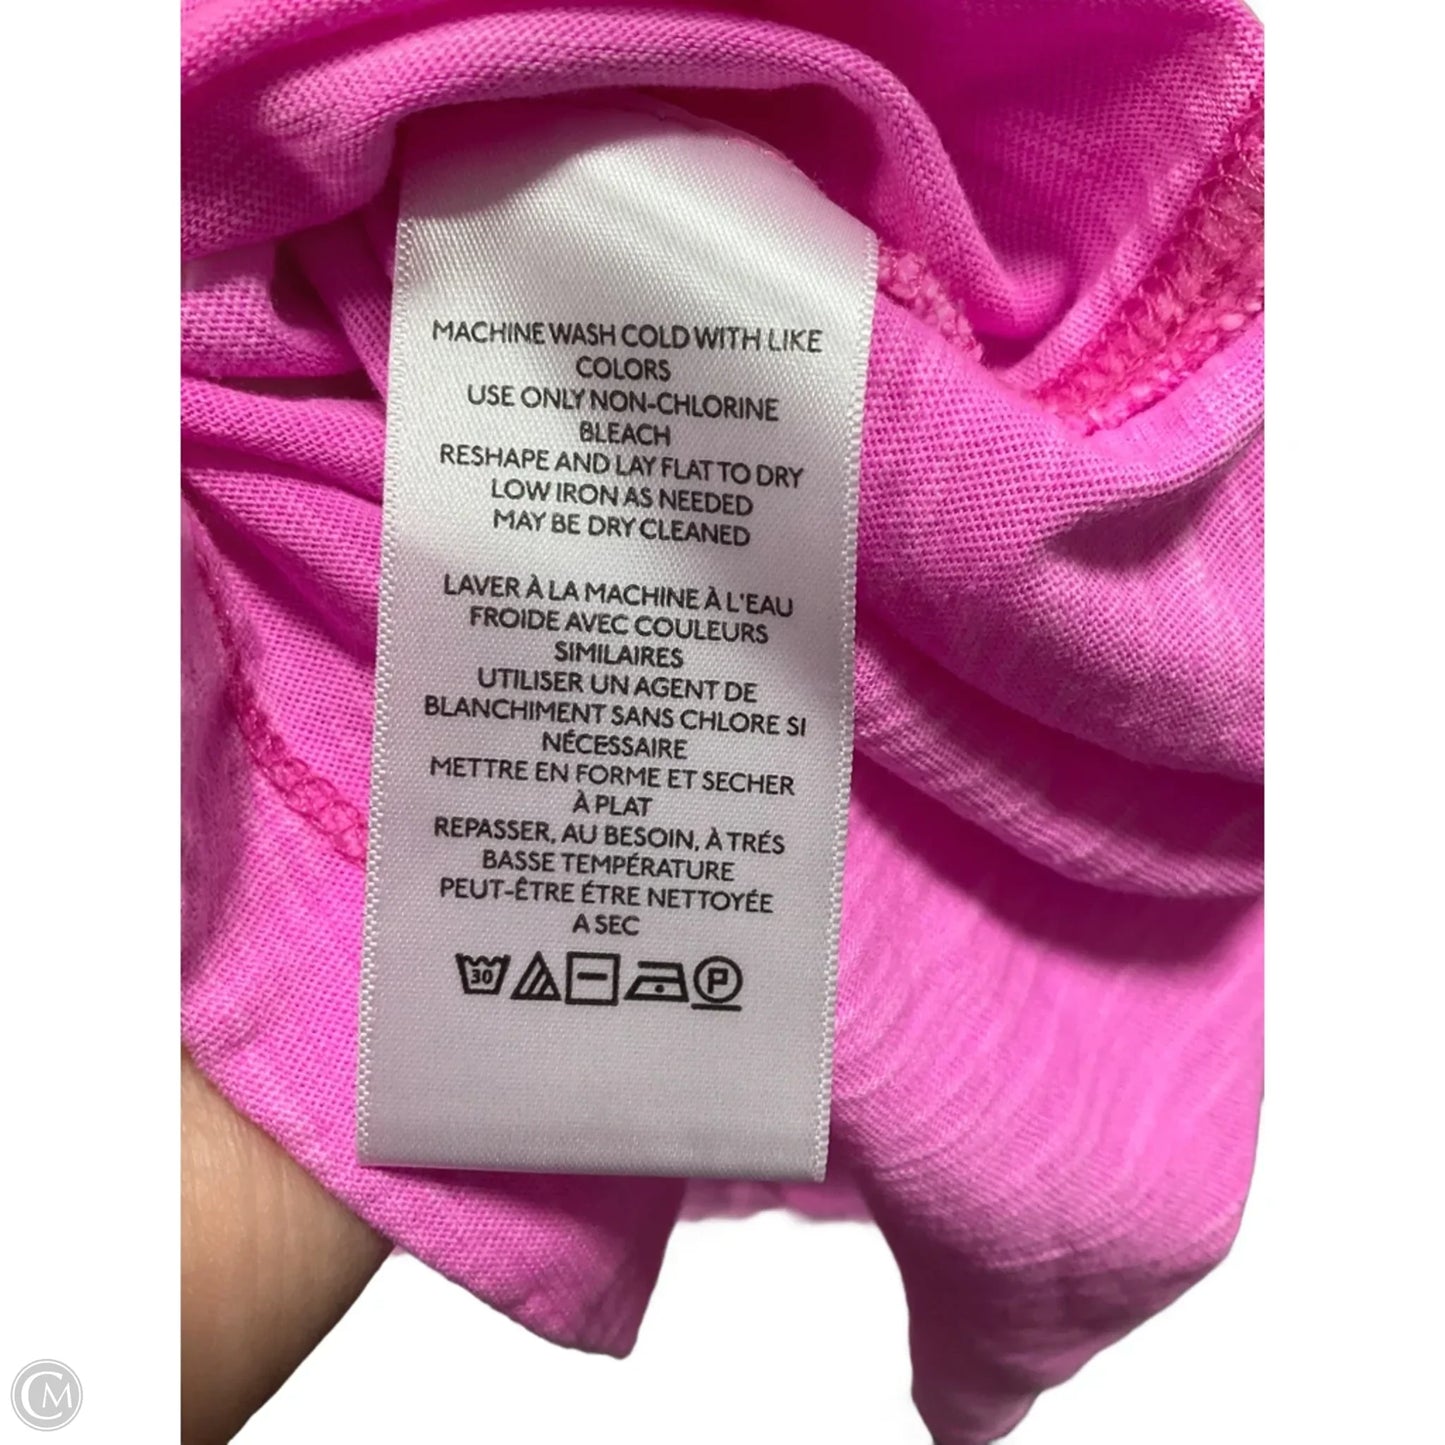 MACHINE WASH COLD WITH LIKE
COLORS
USE ONLY NON-CHLORINE
BLEACH
RESHAPE AND LAY FLAT TO DRY
LOW IRON AS NEEDED
MAY BE DRY CLEANED
LAVER À LA MACHINE À L'EAU
FROIDE AVEC COULEURS
SIMILAIRES
UTILISER UN AGENT DE
BLANCHIMENT SANS CHLORE SI
NÉCESSAIRE
METTRE EN FORME ET SECHER
À PLAT
REPASSER, AU BESOIN, À TRÉS
BASSE TEMPÉRATURE
PEUT-ÊTRE ÉTRE NETTOYÉE
A SEC
30 P
CM